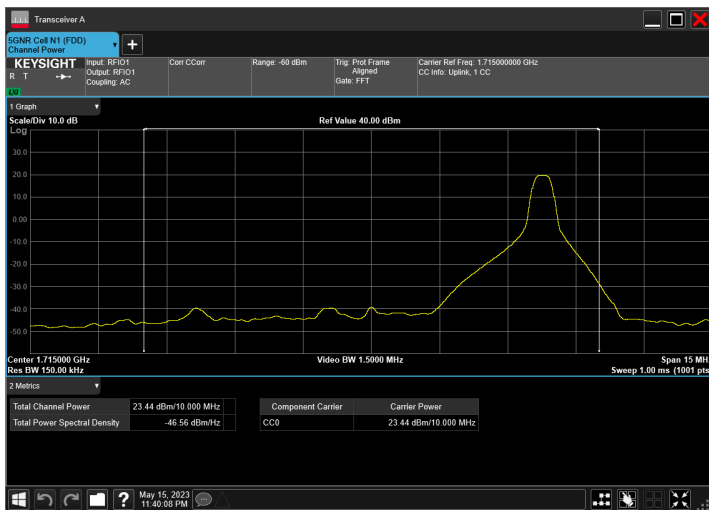 Transceiver A
5GNR Cell N1 (FDD)
Channel Power
KEYSIGHT
R T
LXI
Input: RFIO1
Output: RFIO1
Coupling: AC
Corr CCorr
Range: -60 dBm
Trig: Prot Frame
Aligned
Gate: FFT
Carrier Ref Freq: 1.715000000 GHz
CC Info: Uplink, 1 CC
1 Graph
Scale/Div 10.0 dB
Ref Value 40.00 dBm
Log
30.0
20.0
10.0
0.00
-10.0
-20.0
-30.0
-40.0
-50.0
Center 1.715000 GHz
Video BW 1.5000 MHz
Span 15 MH
Res BW 150.00 kHz
Sweep 1.00 ms (1001 pts
2 Metrics
Total Channel Power 23.44 dBm/10.000 MHz
Total Power Spectral Density -46.56 dBm/Hz
Component Carrier Carrier Power
CC0 23.44 dBm/10.000 MHz
?
May 15, 2023
11:40:08 PM